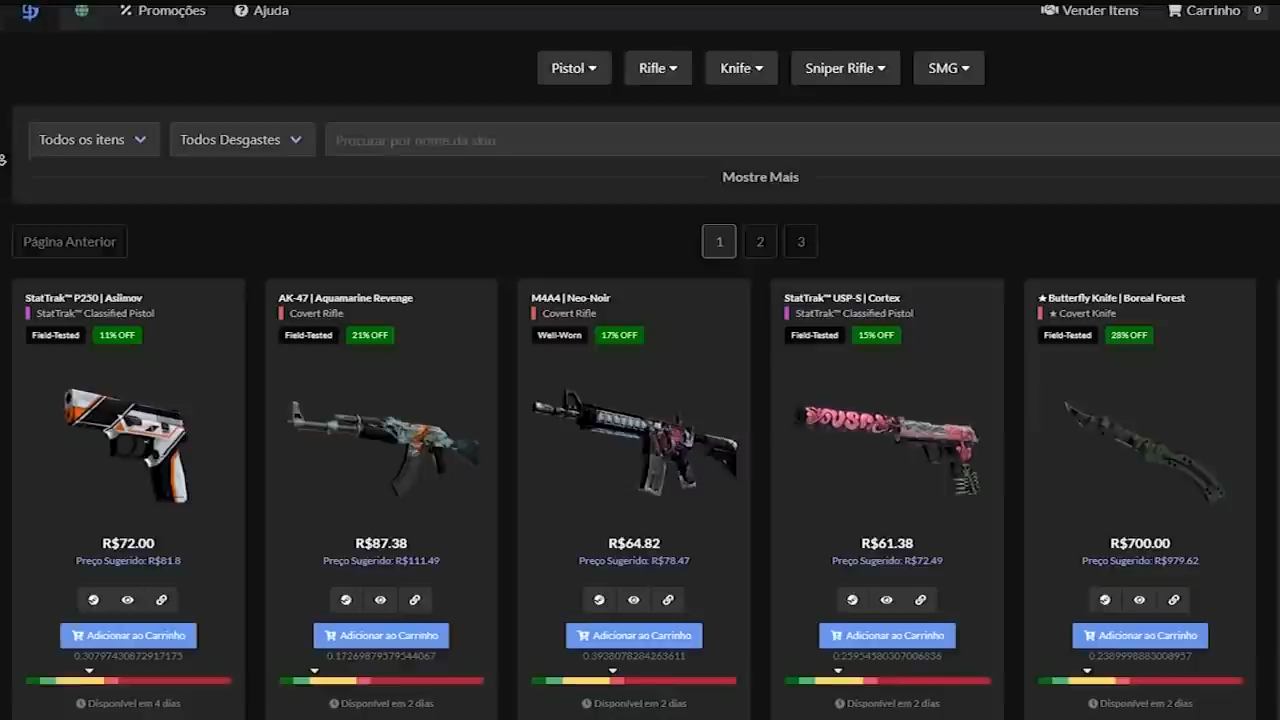 Promoções
Ajuda
Vender Itens
Carrinho 0
Pistol
Rifle
Knife
Sniper Rifle
SMG
Todos os itens
Todos Desgastes
Procurar por nome da skin
Mostre Mais
Página Anterior
1 2 3
StatTrak™ P250 | Asiimov
StatTrak™ Classified Pistol
Field-Tested 11% OFF
R$72.00
Preço Sugerido: R$81.8
Adicionar ao Carrinho
0.30797430872917175
Disponível em 4 dias
AK-47 | Aquamarine Revenge
Covert Rifle
Field-Tested 21% OFF
R$87.38
Preço Sugerido: R$111.49
Adicionar ao Carrinho
0.17269879579544067
Disponível em 2 dias
M4A4 | Neo-Noir
Covert Rifle
Well-Worn 17% OFF
R$64.82
Preço Sugerido: R$78.47
Adicionar ao Carrinho
0.3938078284263611
Disponível em 2 dias
StatTrak™ USP-S | Cortex
StatTrak™ Classified Pistol
Field-Tested 15% OFF
R$61.38
Preço Sugerido: R$72.49
Adicionar ao Carrinho
0.25954580307006836
Disponível em 2 dias
★ Butterfly Knife | Boreal Forest
★ Covert Knife
Field-Tested 28% OFF
R$700.00
Preço Sugerido: R$979.62
Adicionar ao Carrinho
0.2389998883008957
Disponível em 2 dias